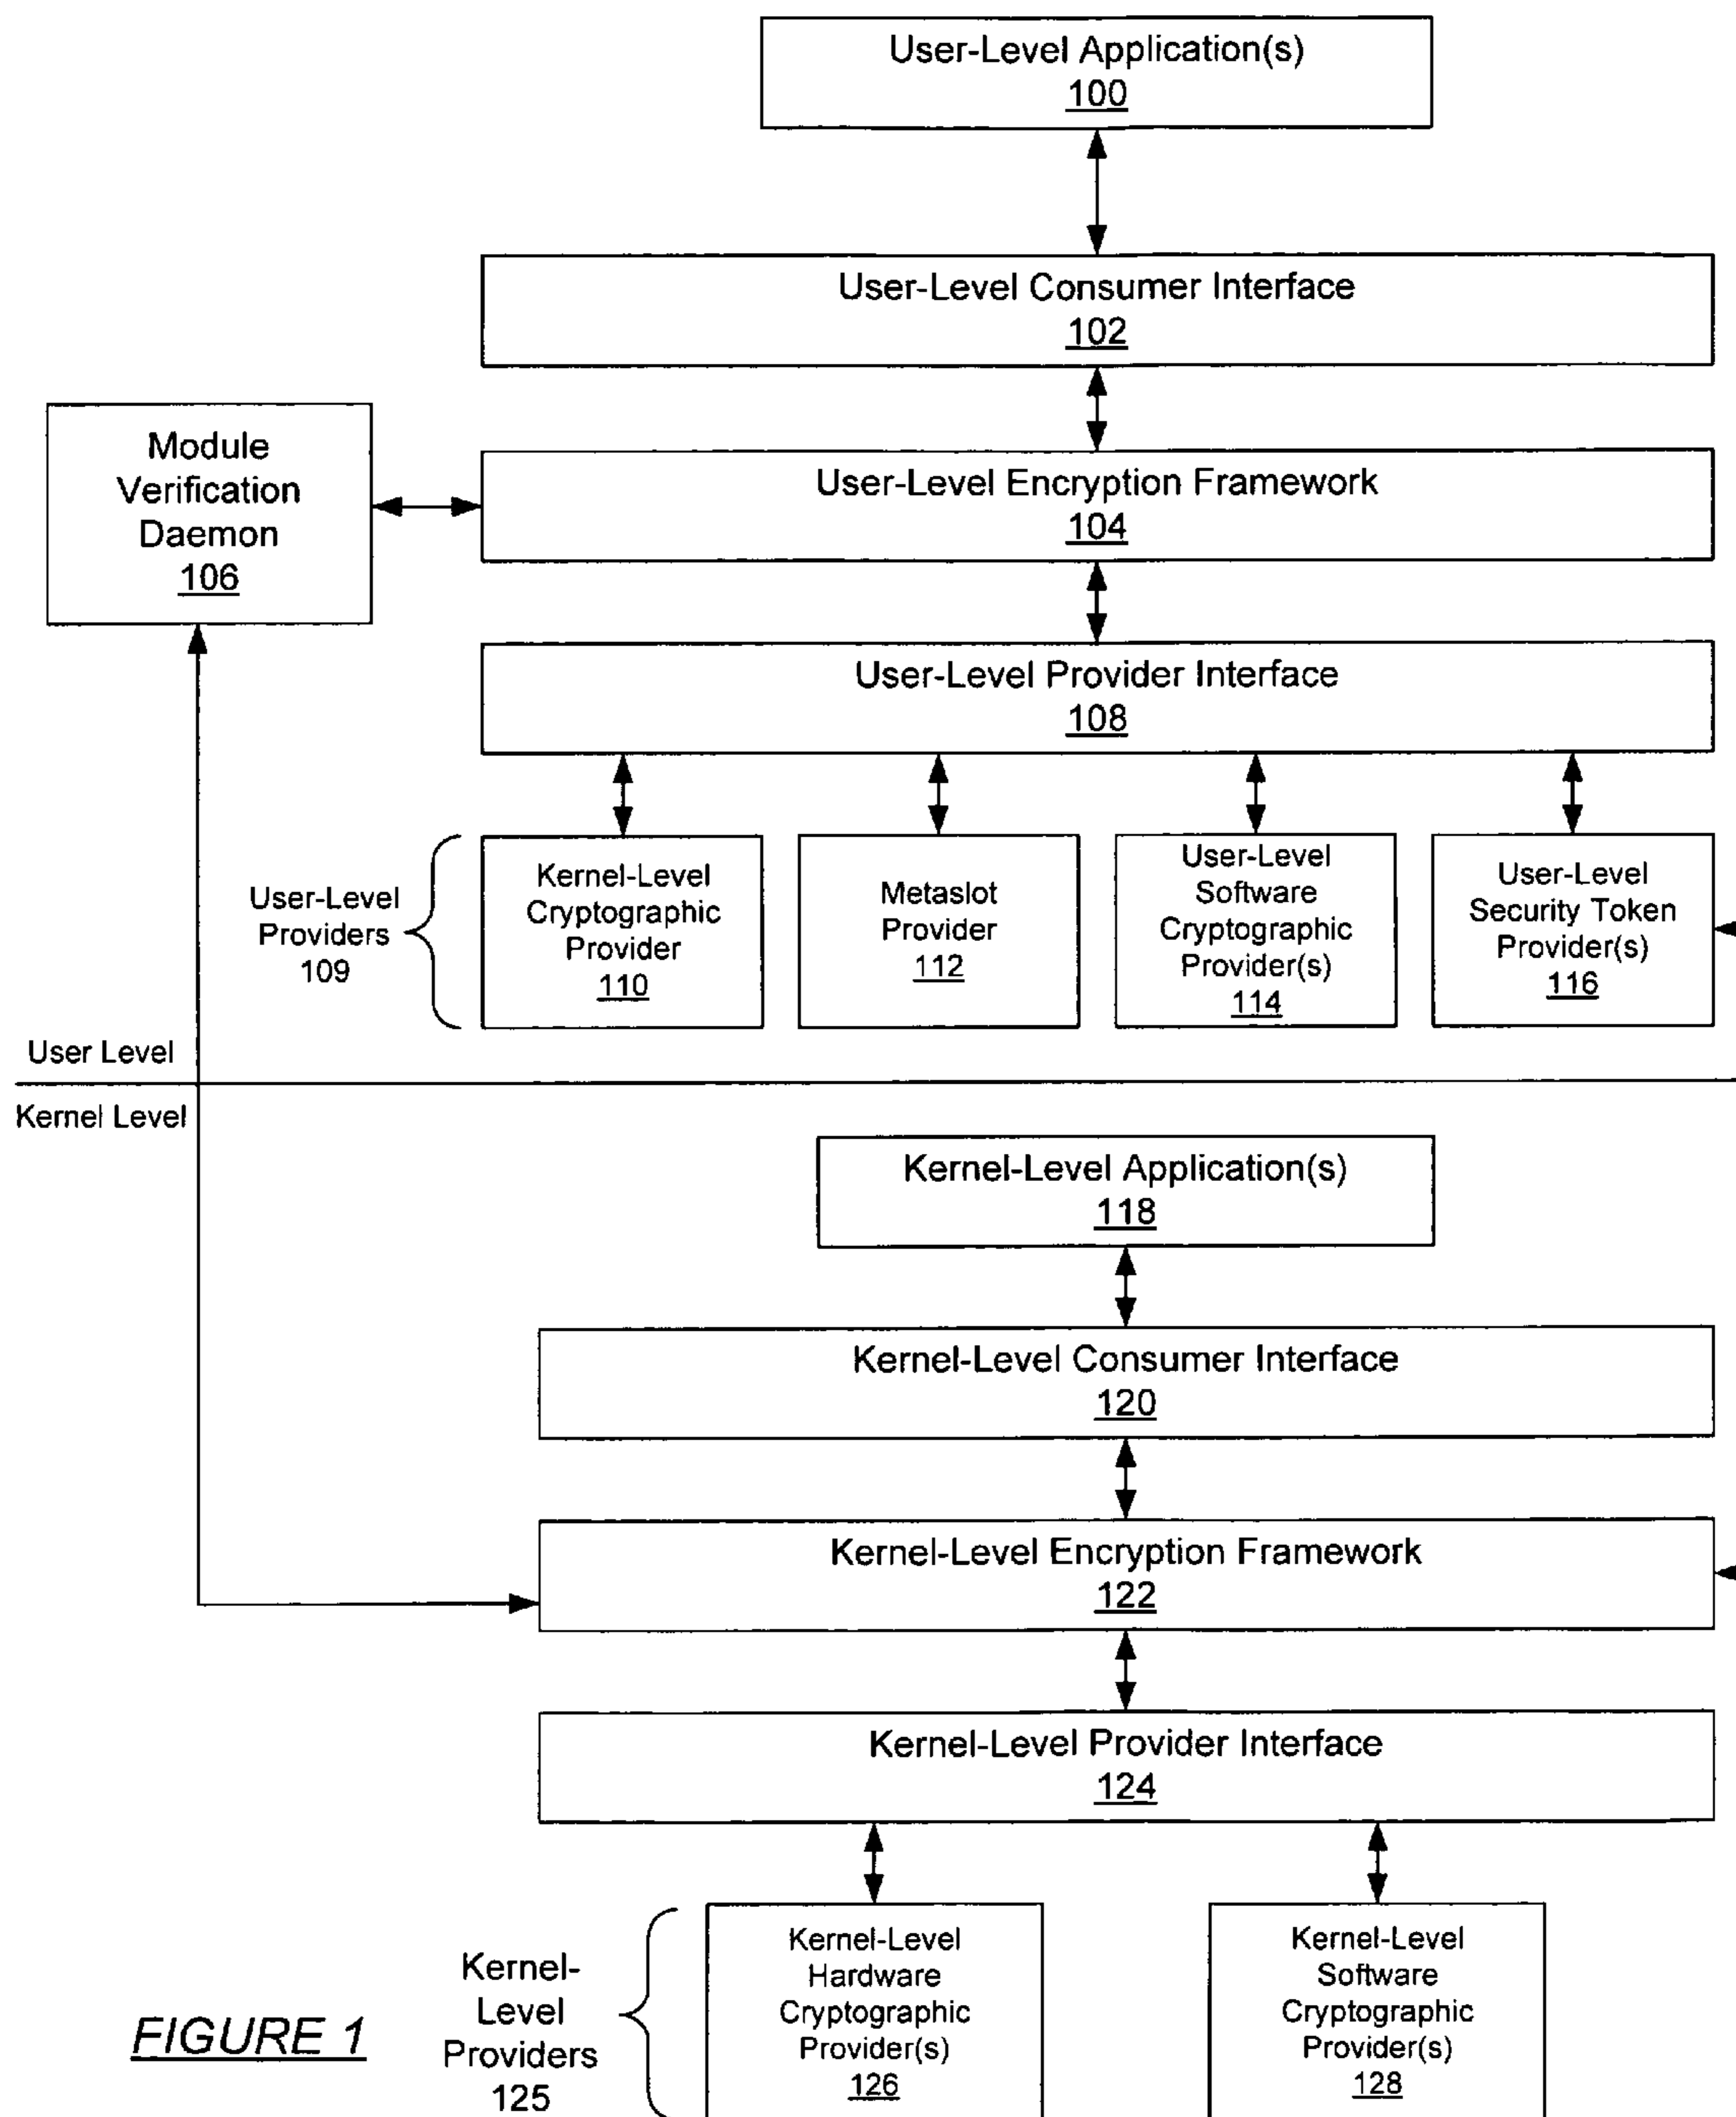 User-Level Application(s)
100
User-Level Consumer Interface
102
Module
Verification
Daemon
106
User-Level Encryption Framework
104
User-Level Provider Interface
108
User-Level
Providers
109
Kernel-Level
Cryptographic
Provider
110
Metaslot
Provider
112
User-Level
Software
Cryptographic
Provider(s)
114
User-Level
Security Token
Provider(s)
116
User Level
Kernel Level
Kernel-Level Application(s)
118
Kernel-Level Consumer Interface
120
Kernel-Level Encryption Framework
122
Kernel-Level Provider Interface
124
Kernel-
Level
Providers
125
Kernel-Level
Hardware
Cryptographic
Provider(s)
126
Kernel-Level
Software
Cryptographic
Provider(s)
128
FIGURE 1